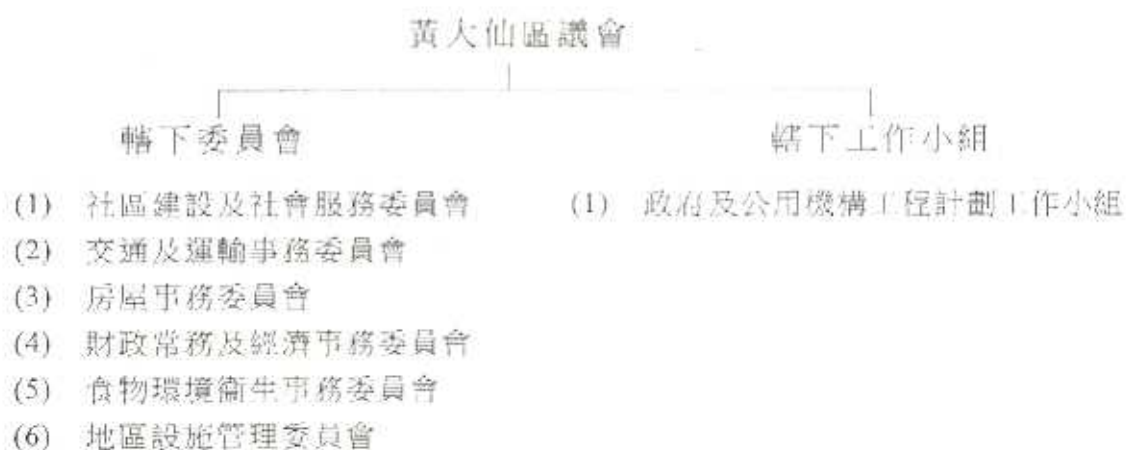 黃大仙區議會
轄下委員會
轄下工作小組
(1) 社區建設及社會服務委員會
(2) 交通及運輸事務委員會
(3) 房屋事務委員會
(4) 財政常務及經濟事務委員會
(5) 食物環境衞生事務委員會
(6) 地區設施管理委員會
(1) 政府及公用機構工程計劃工作小組